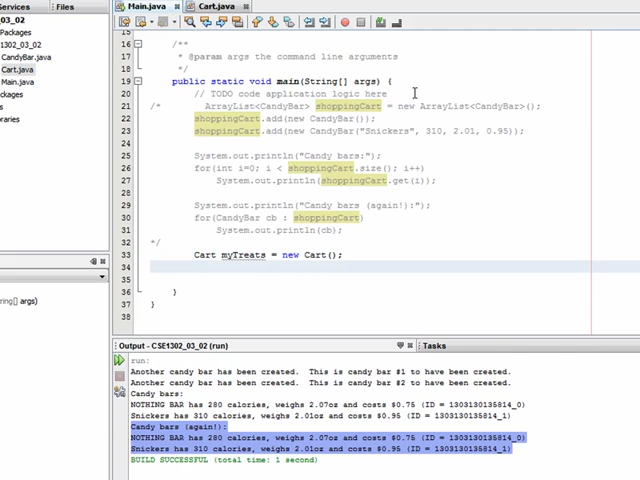 Services
Files
Main.java
Cart.java
_03_02
Packages
1302_03_02
CandyBar.java
Cart.java
Main.java
ackages
aries
15
16 /**
17 * @param args the command line arguments
18 */
19 public static void main(String[] args) {
20 // TODO code application logic here
21 /* ArrayList<CandyBar> shoppingCart = new ArrayList<CandyBar>();
22 shoppingCart.add(new CandyBar());
23 shoppingCart.add(new CandyBar("Snickers", 310, 2.01, 0.95));
24
25 System.out.println("Candy bars:");
26 for(int i=0; i < shoppingCart.size(); i++)
27 System.out.println(shoppingCart.get(i));
28
29 System.out.println("Candy bars (again!):");
30 for(CandyBar cb : shoppingCart)
31 System.out.println(cb);
32 */
33 Cart myTreats = new Cart();
34
35
36 }
37 }
38
ring[] args)
Output - CSE1302_03_02 (run)
Tasks
run:
Another candy bar has been created. This is candy bar #1 to have been created.
Another candy bar has been created. This is candy bar #2 to have been created.
Candy bars:
NOTHING BAR has 280 calories, weighs 2.07oz and costs $0.75 (ID = 1303130135814_0)
Snickers has 310 calories, weighs 2.01oz and costs $0.95 (ID = 1303130135814_1)
Candy bars (again!):
NOTHING BAR has 280 calories, weighs 2.07oz and costs $0.75 (ID = 1303130135814_0)
Snickers has 310 calories, weighs 2.01oz and costs $0.95 (ID = 1303130135814_1)
BUILD SUCCESSFUL (total time: 1 second)